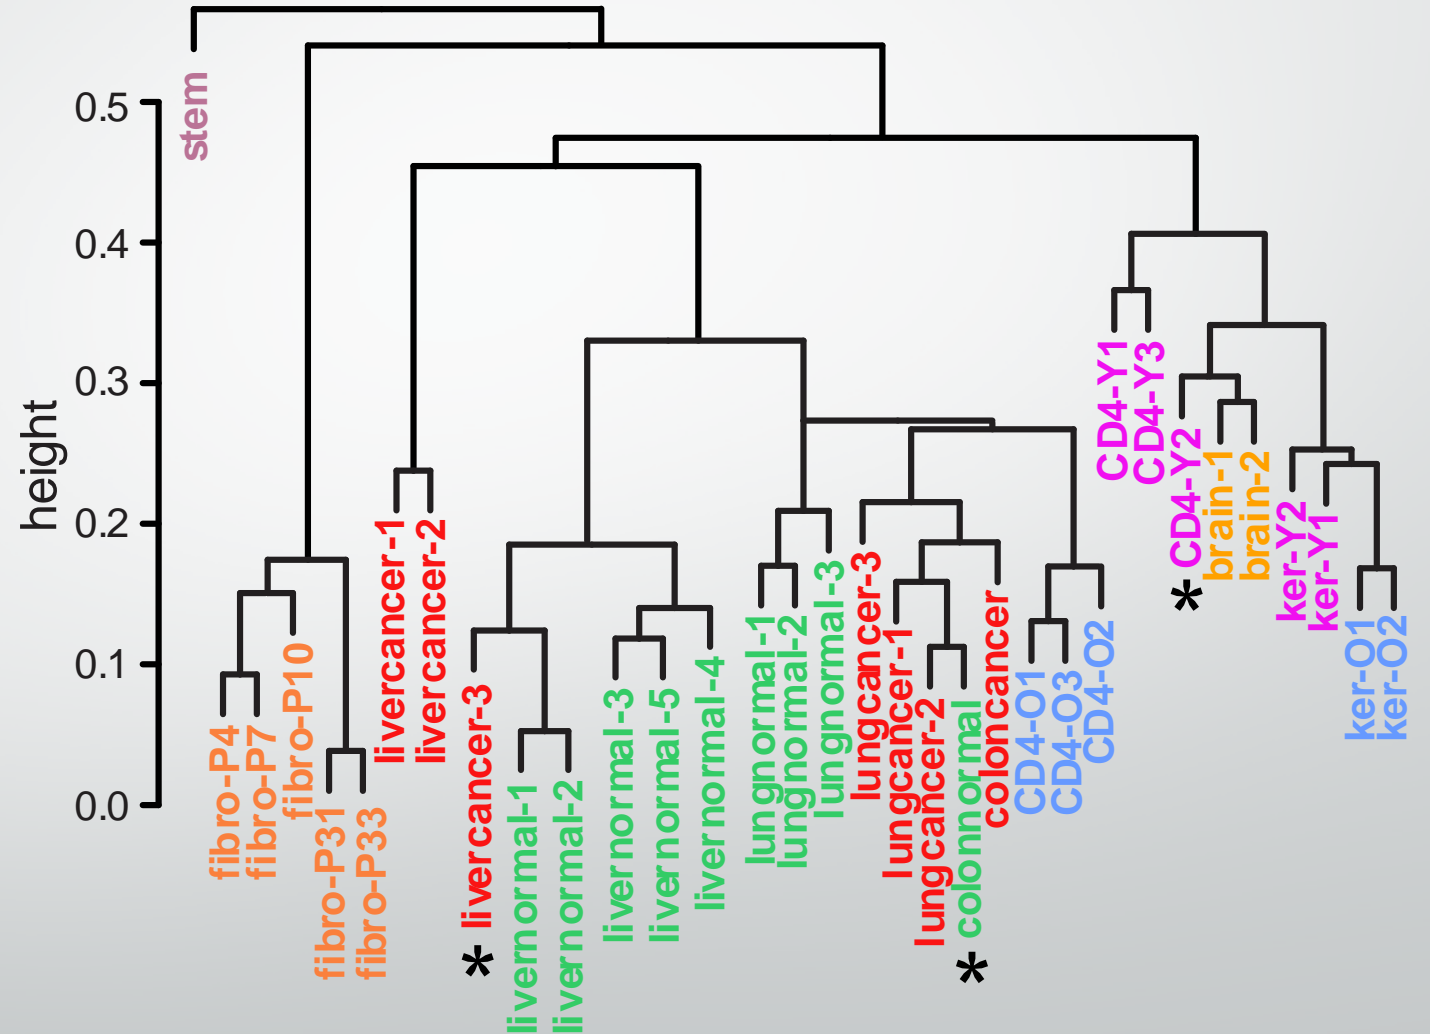 height
0.5
0.4
0.3
0.2
0.1
0.0
stem
fibro-P4
fibro-P7
fibro-P10
fibro-P31
fibro-P33
livercancer-1
livercancer-2
livercancer-3
*
livernormal-1
livernormal-2
livernormal-3
livernormal-5
livernormal-4
lungnormal-1
lungnormal-2
lungnormal-3
lungcancer-3
lungcancer-1
lungcancer-2
colonnormal
*
coloncancer
CD4-O1
CD4-O3
CD4-O2
CD4-Y1
CD4-Y3
CD4-Y2
*
brain-1
brain-2
ker-Y2
ker-Y1
ker-O1
ker-O2